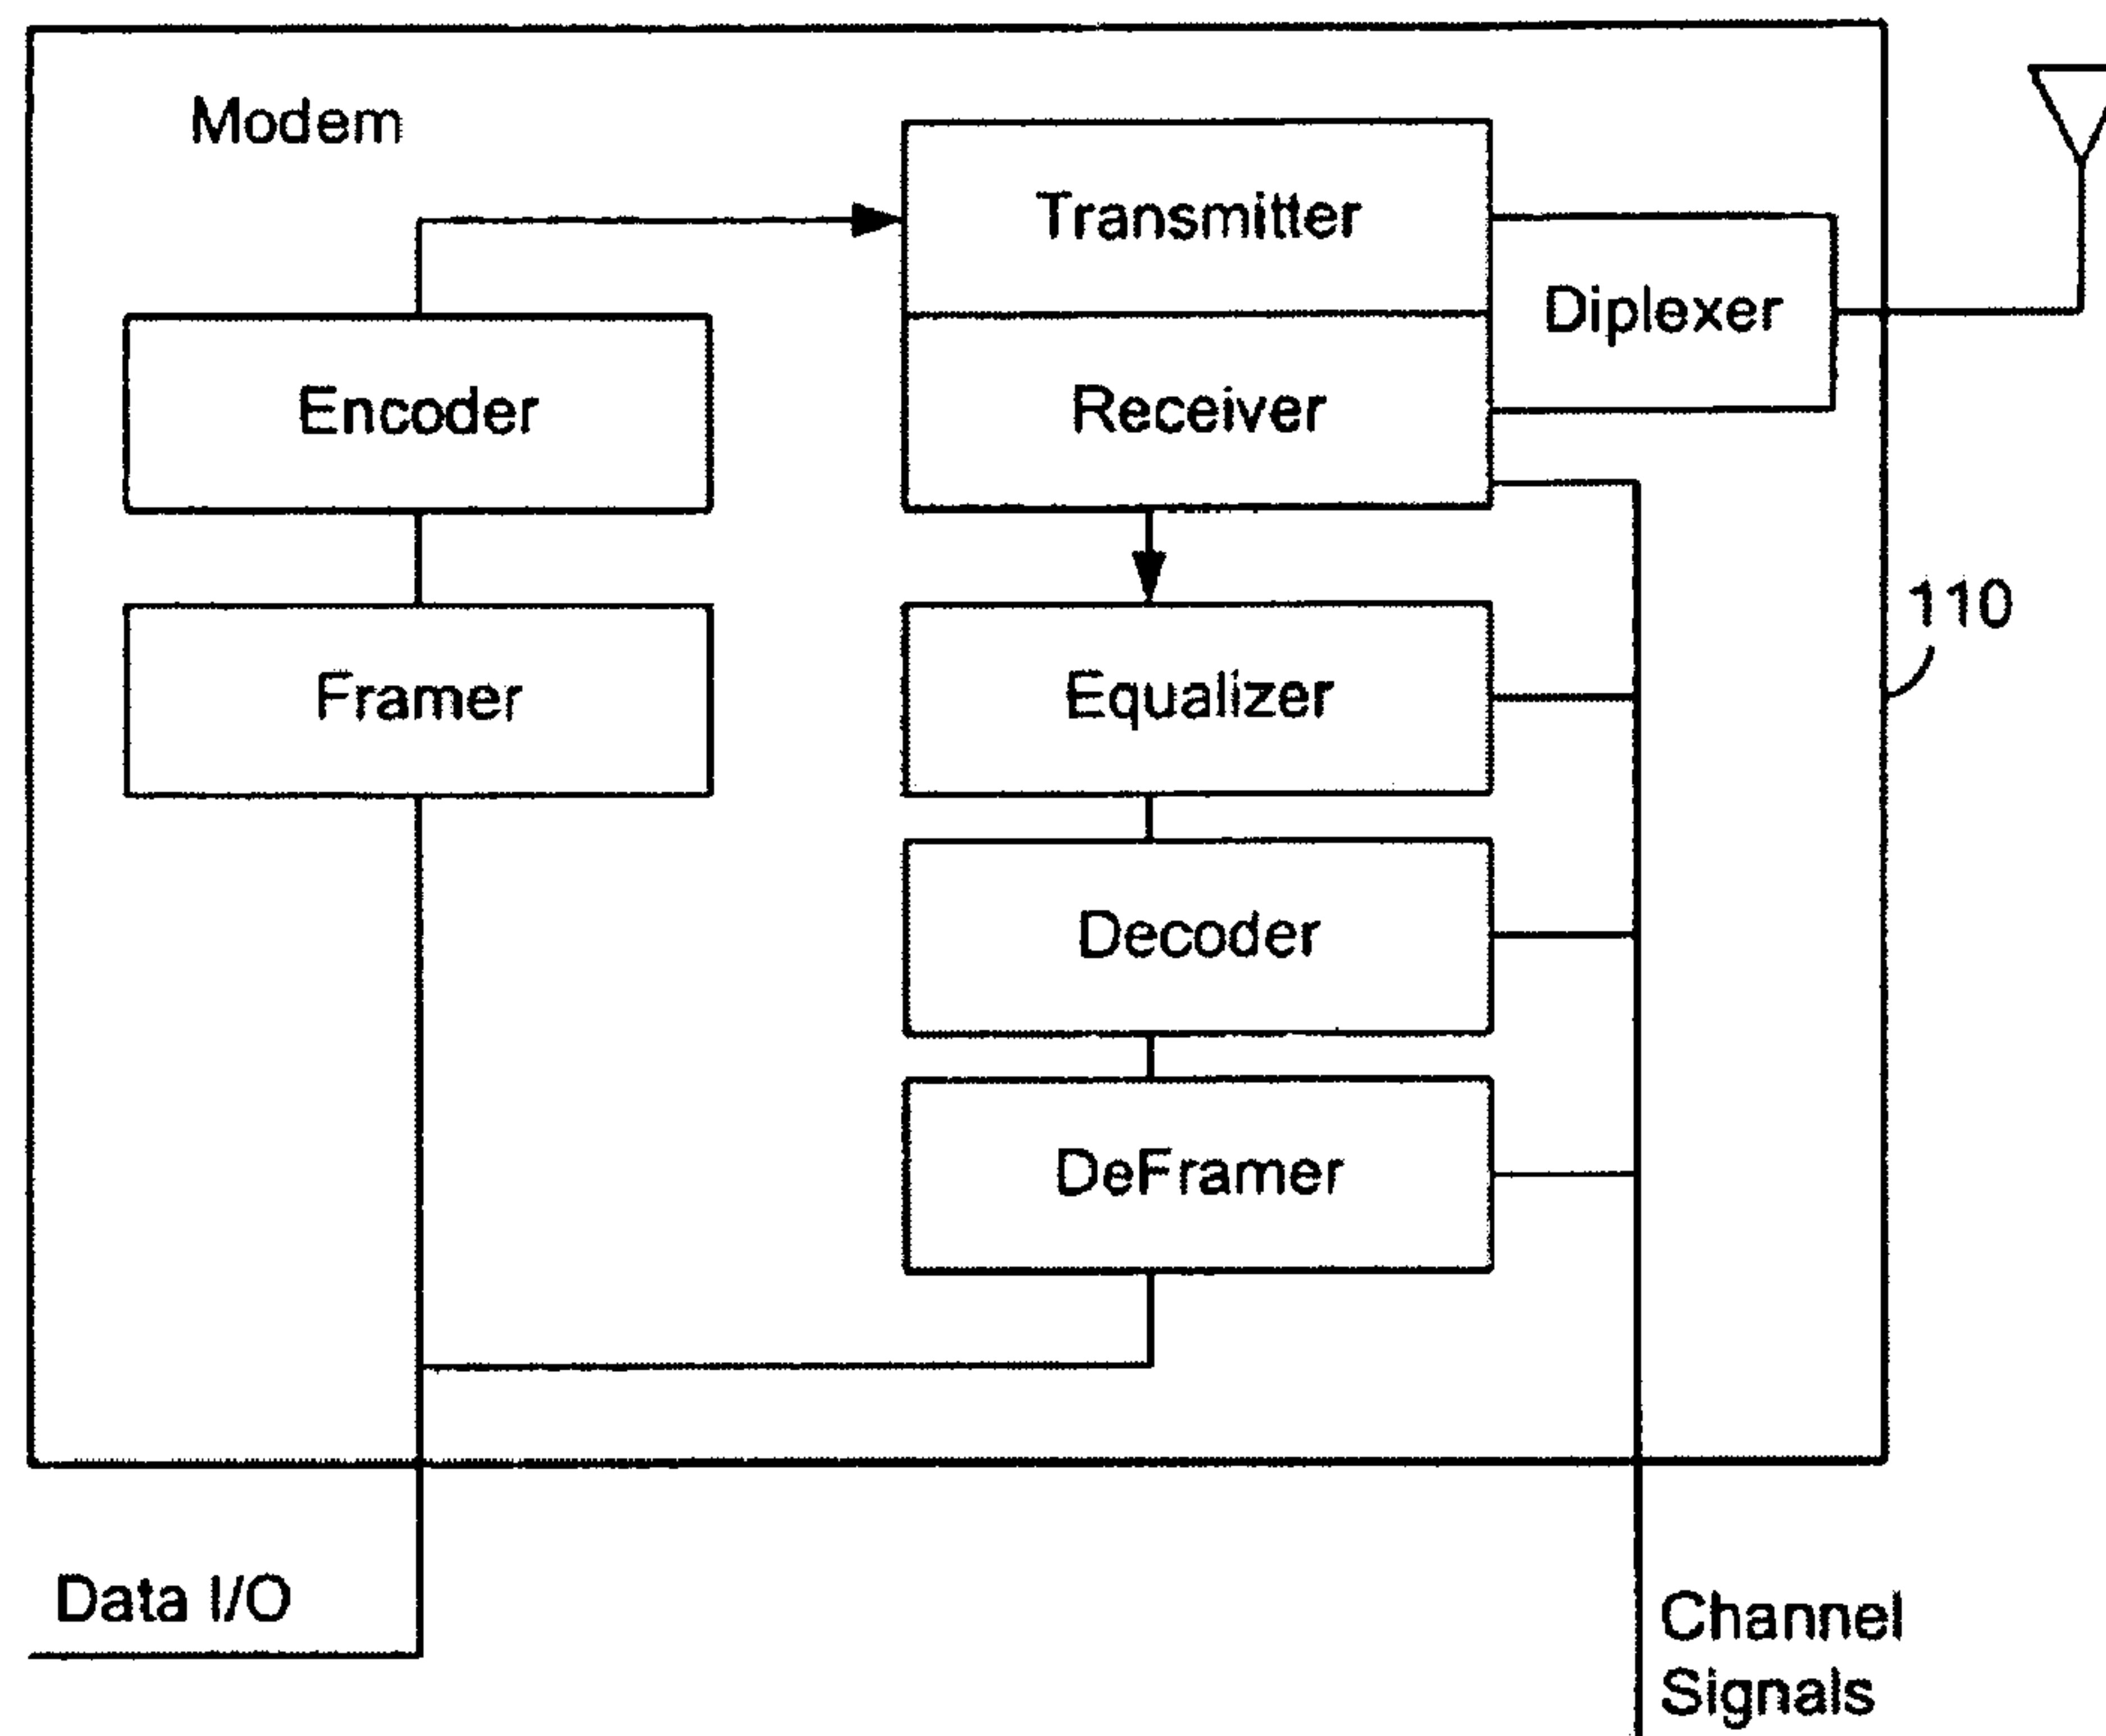 Modem
Transmitter
Diplexer
Encoder
Receiver
110
Framer
Equalizer
Decoder
DeFramer
Data I/O
Channel
Signals